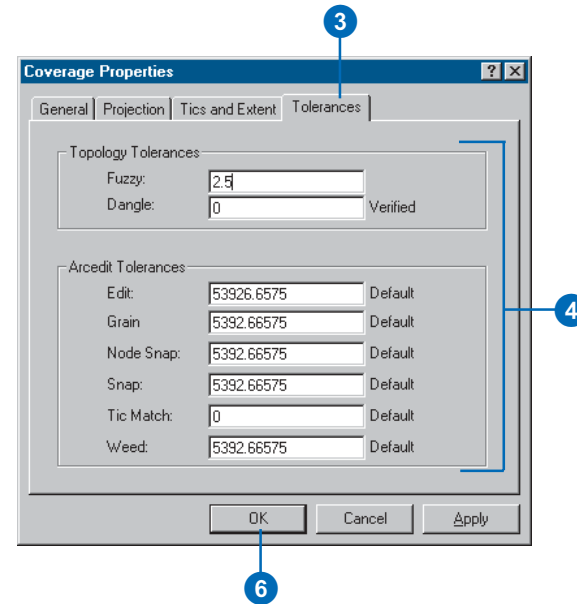 3
Coverage Properties
General Projection Tics and Extent Tolerances
Topology Tolerances
Fuzzy: 2.5
Dangle: 0 Verified
4
Arcedit Tolerances
Edit: 53926.6575 Default
Grain 5392.66575 Default
Node Snap: 5392.66575 Default
Snap: 5392.66575 Default
Tic Match: 0 Default
Weed: 5392.66575 Default
OK Cancel Apply
6